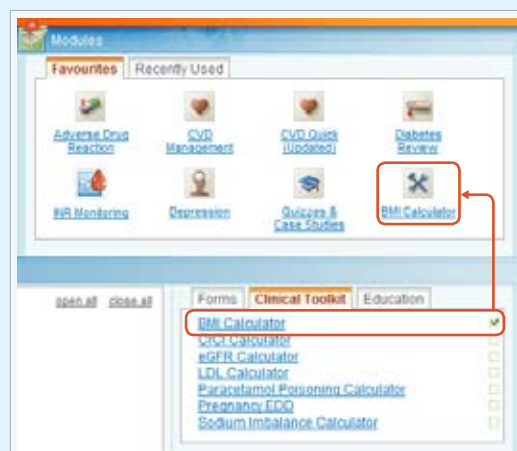 Modules
Favourites Recently Used
Adverse Drug Reaction
CVD Management
CVD Quick (Updated)
Diabetes Review
INR Monitoring
Depression
Quizzes & Case Studies
BMI Calculator
open all close all
Forms Clinical Toolkit Education
BMI Calculator
CrCl Calculator
eGFR Calculator
LDL Calculator
Paracetamol Poisoning Calculator
Pregnancy EDD
Sodium Imbalance Calculator